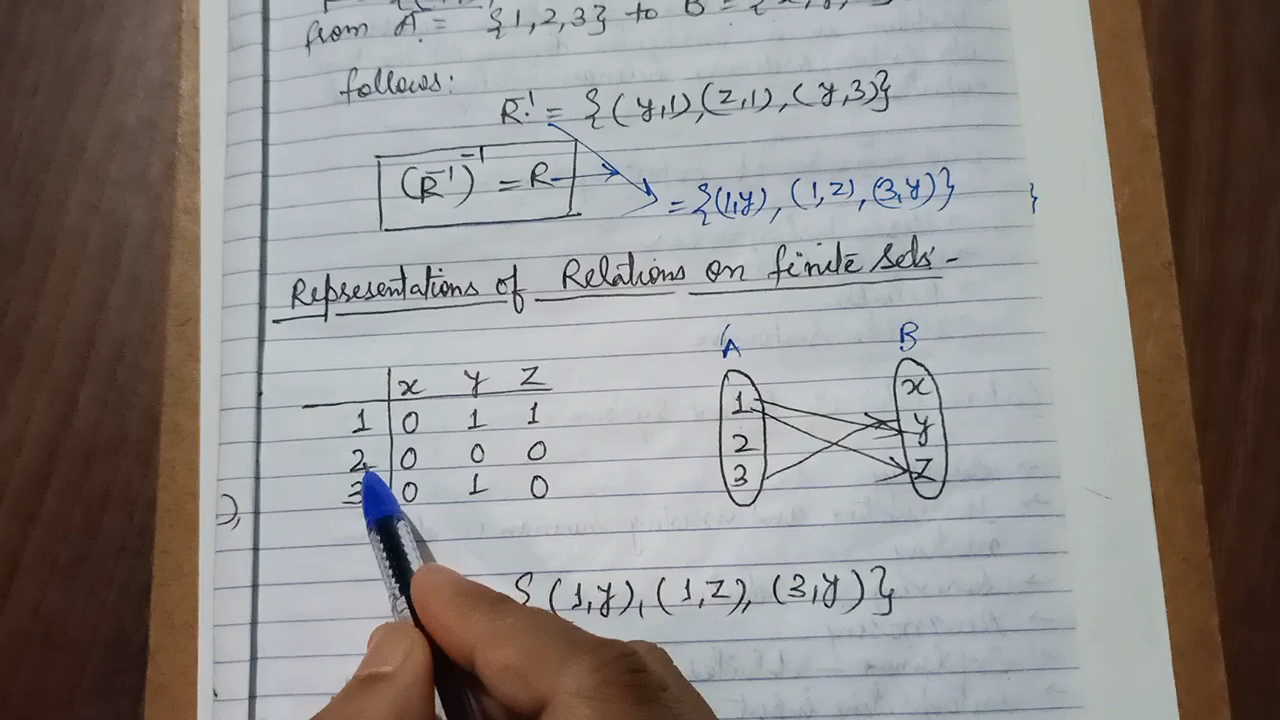 from A = {1,2,3} to B =
follows:
R⁻¹ = {(y,1),(z,1),(y,3)}
(R⁻¹)⁻¹ = R
= {(1,y), (1,z), (3,y)}
Representations of Relations on finite sets -
A B
x y z
1 0 1 1
2 0 0 0
3 0 1 0
1 x
2 y
3 z
{(1,y),(1,z),(3,y)}